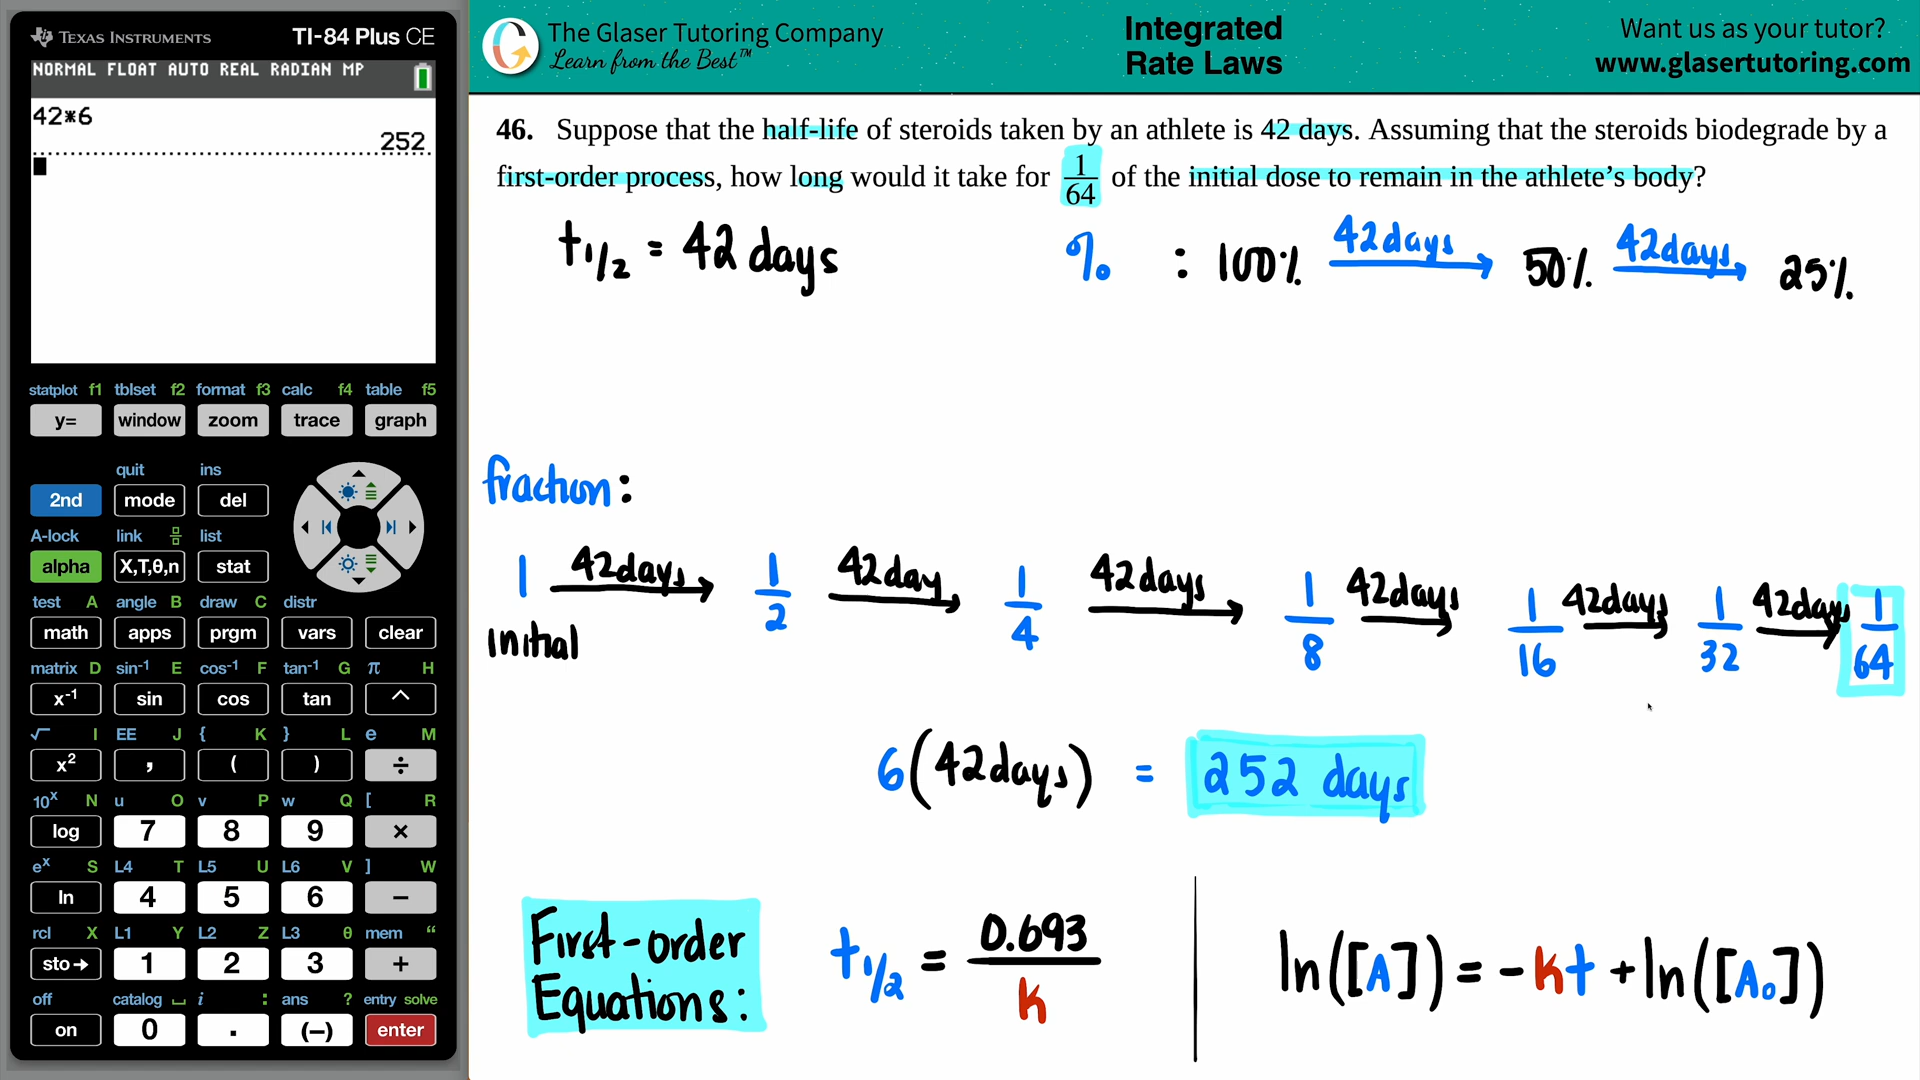 TEXAS INSTRUMENTS TI-84 Plus CE
NORMAL FLOAT AUTO REAL RADIAN MP
42*6
252
statplot f1 tblset f2 format f3 calc f4 table f5
y= window zoom trace graph
quit ins
2nd mode del
A-lock link list
alpha X,T,θ,n stat
test A angle B draw C distr
math apps prgm vars clear
matrix D sin⁻¹ E cos⁻¹ F tan⁻¹ G π H
x⁻¹ sin cos tan ^
√ I EE J { K } L e M
x² , ( ) ÷
10ˣ N u O v P w Q [ R
log 7 8 9 ×
eˣ S L4 T L5 U L6 V ] W
ln 4 5 6 −
rcl X L1 Y L2 Z L3 θ mem "
sto→ 1 2 3 +
off catalog ⎵ i : ans ? entry solve
on 0 . (−) enter
The Glaser Tutoring Company
Learn from the Best™
Integrated
Rate Laws
Want us as your tutor?
www.glasertutoring.com
46. Suppose that the half-life of steroids taken by an athlete is 42 days. Assuming that the steroids biodegrade by a
first-order process, how long would it take for 1/64 of the initial dose to remain in the athlete's body?
t1/2 = 42 days
% : 100% 42days → 50% 42days → 25%
fraction:
1 42days → 1/2 42day → 1/4 42days → 1/8 42days → 1/16 42days → 1/32 42days → 1/64
Initial
6(42days) = 252 days
First-order
Equations:
t1/2 = 0.693/k
ln([A]) = -kt + ln([A₀])